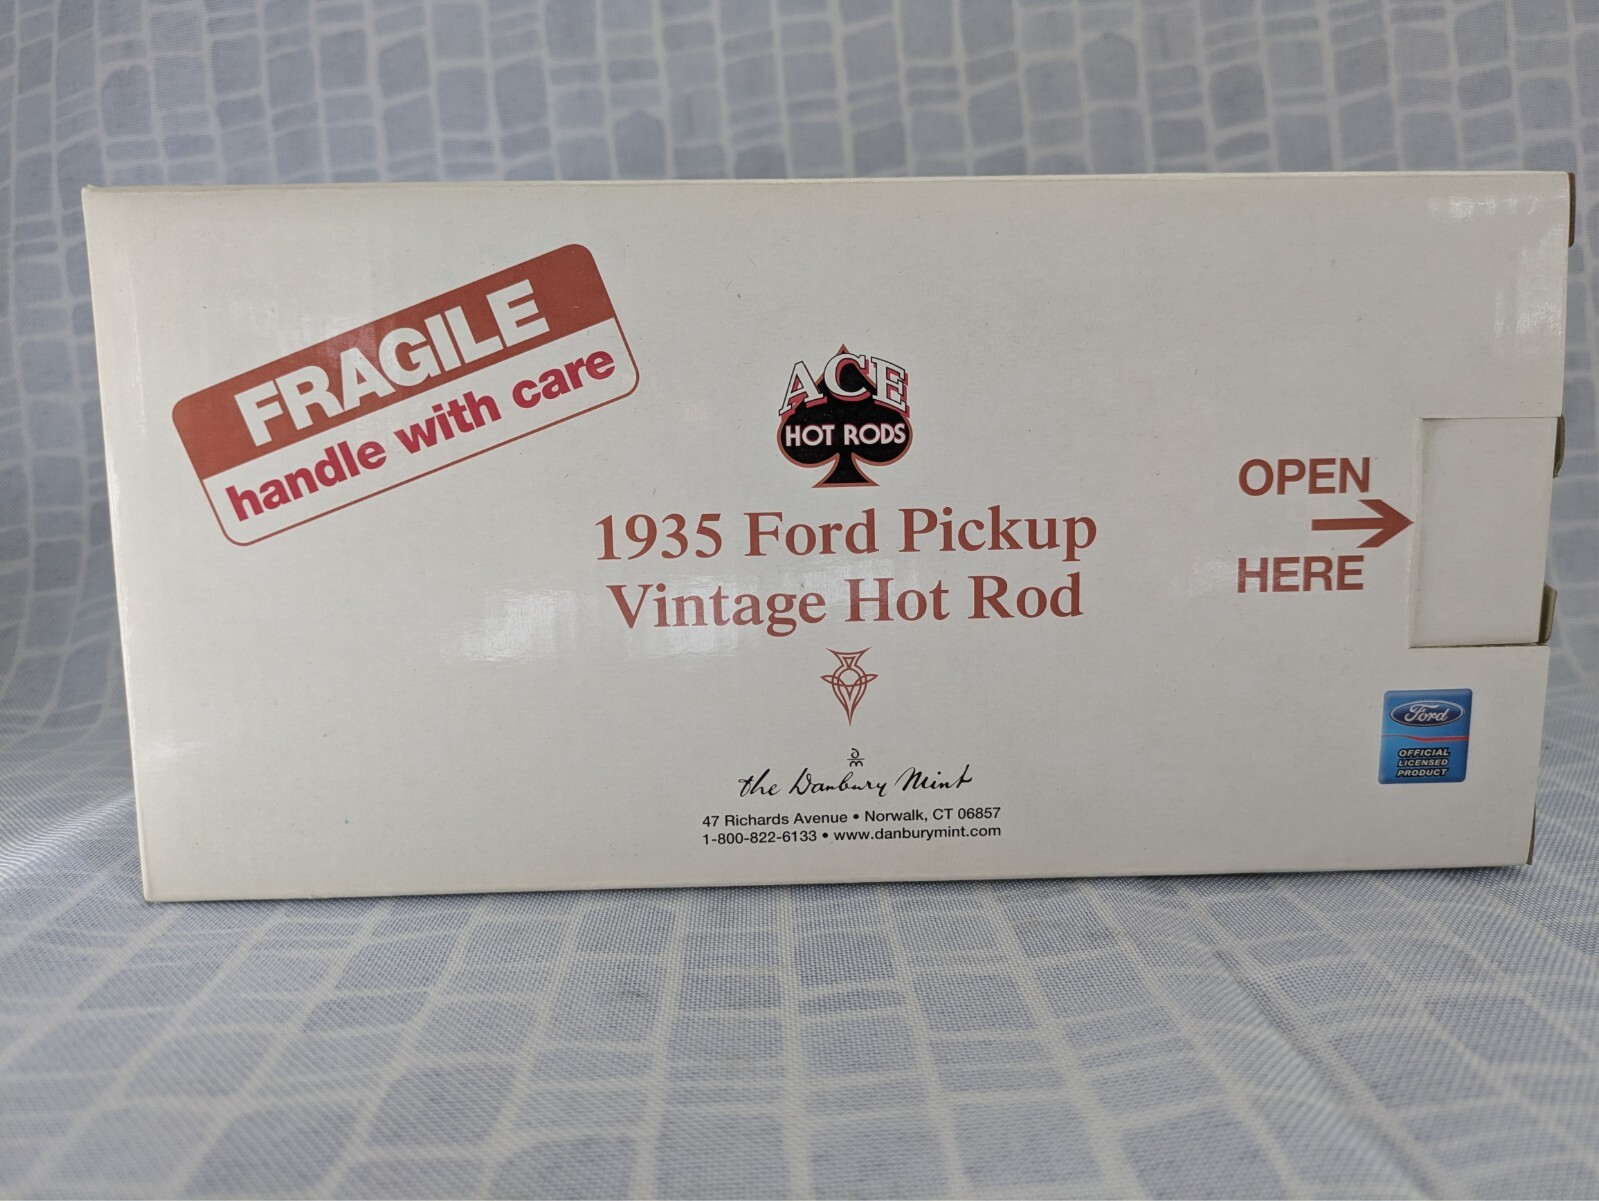 FRAGILE
handle with care
ACE
HOT RODS
1935 Ford Pickup
Vintage Hot Rod
OPEN
HERE
Ford
OFFICIAL
LICENSED
PRODUCT
dm
the Danbury Mint
47 Richards Avenue • Norwalk, CT 06857
1-800-822-6133 • www.danburymint.com